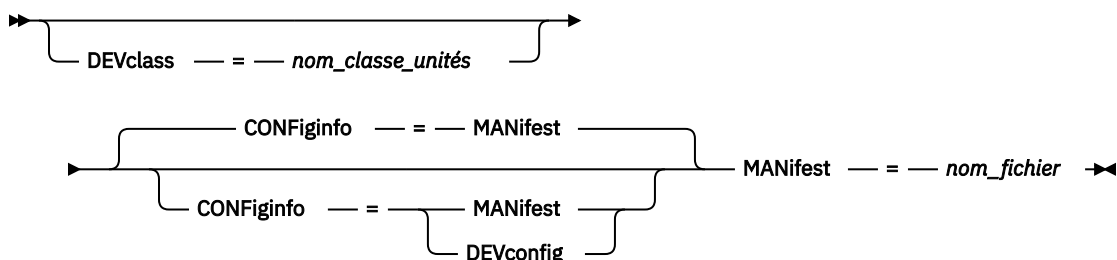 DEVclass = nom_classe_unités
CONFiginfo = MANifest
MANifest = nom_fichier
CONFiginfo = MANifest
DEVconfig